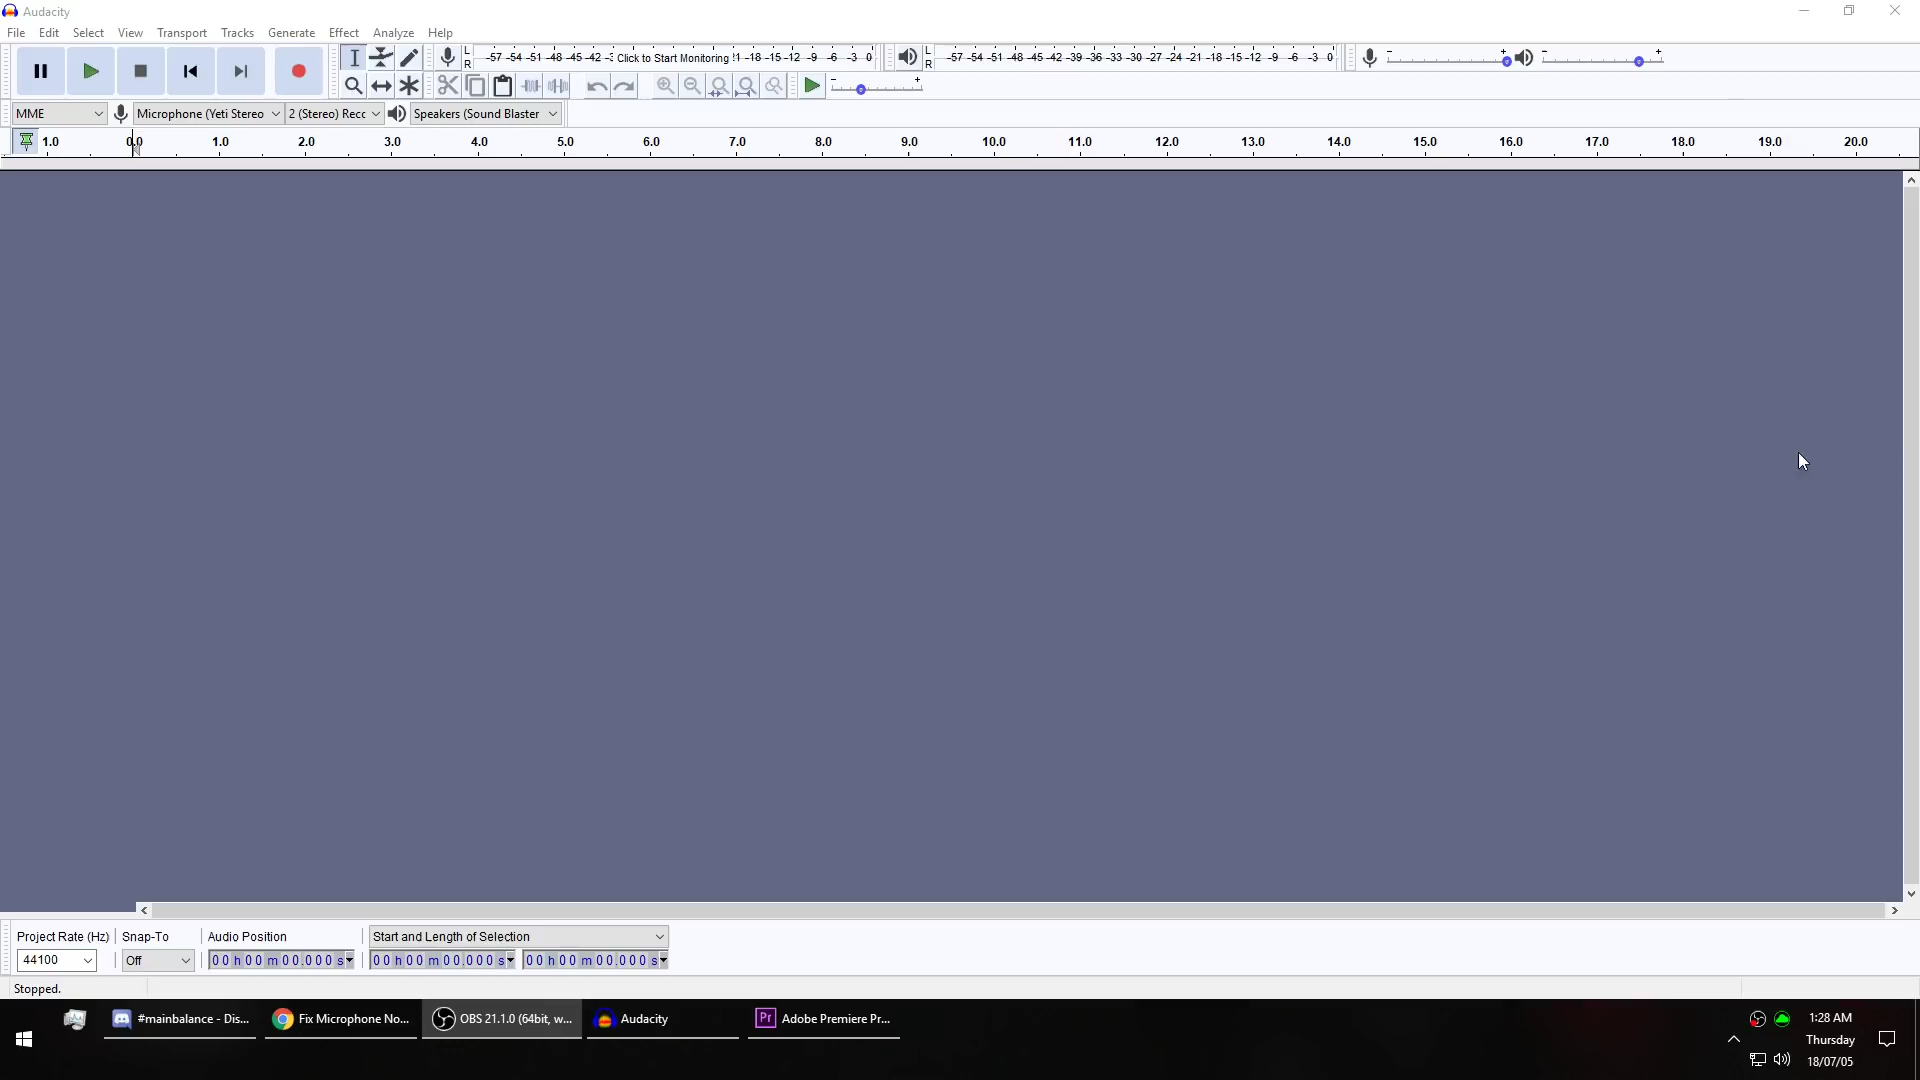 Audacity
File Edit Select View Transport Tracks Generate Effect Analyze Help
L R -57 -54 -51 -48 -45 -42 -3 Click to Start Monitoring !1 -18 -15 -12 -9 -6 -3 0
L R -57 -54 -51 -48 -45 -42 -39 -36 -33 -30 -27 -24 -21 -18 -15 -12 -9 -6 -3 0
- + - +
- +
MME Microphone (Yeti Stereo 2 (Stereo) Recc Speakers (Sound Blaster
1.0 0.0 1.0 2.0 3.0 4.0 5.0 6.0 7.0 8.0 9.0 10.0 11.0 12.0 13.0 14.0 15.0 16.0 17.0 18.0 19.0 20.0
Project Rate (Hz) Snap-To Audio Position Start and Length of Selection
44100 Off 00 h 00 m 00.000 s 00 h 00 m 00.000 s 00 h 00 m 00.000 s
Stopped.
#mainbalance - Dis... Fix Microphone No... OBS 21.1.0 (64bit, w... Audacity Pr Adobe Premiere Pr...
1:28 AM
Thursday
18/07/05